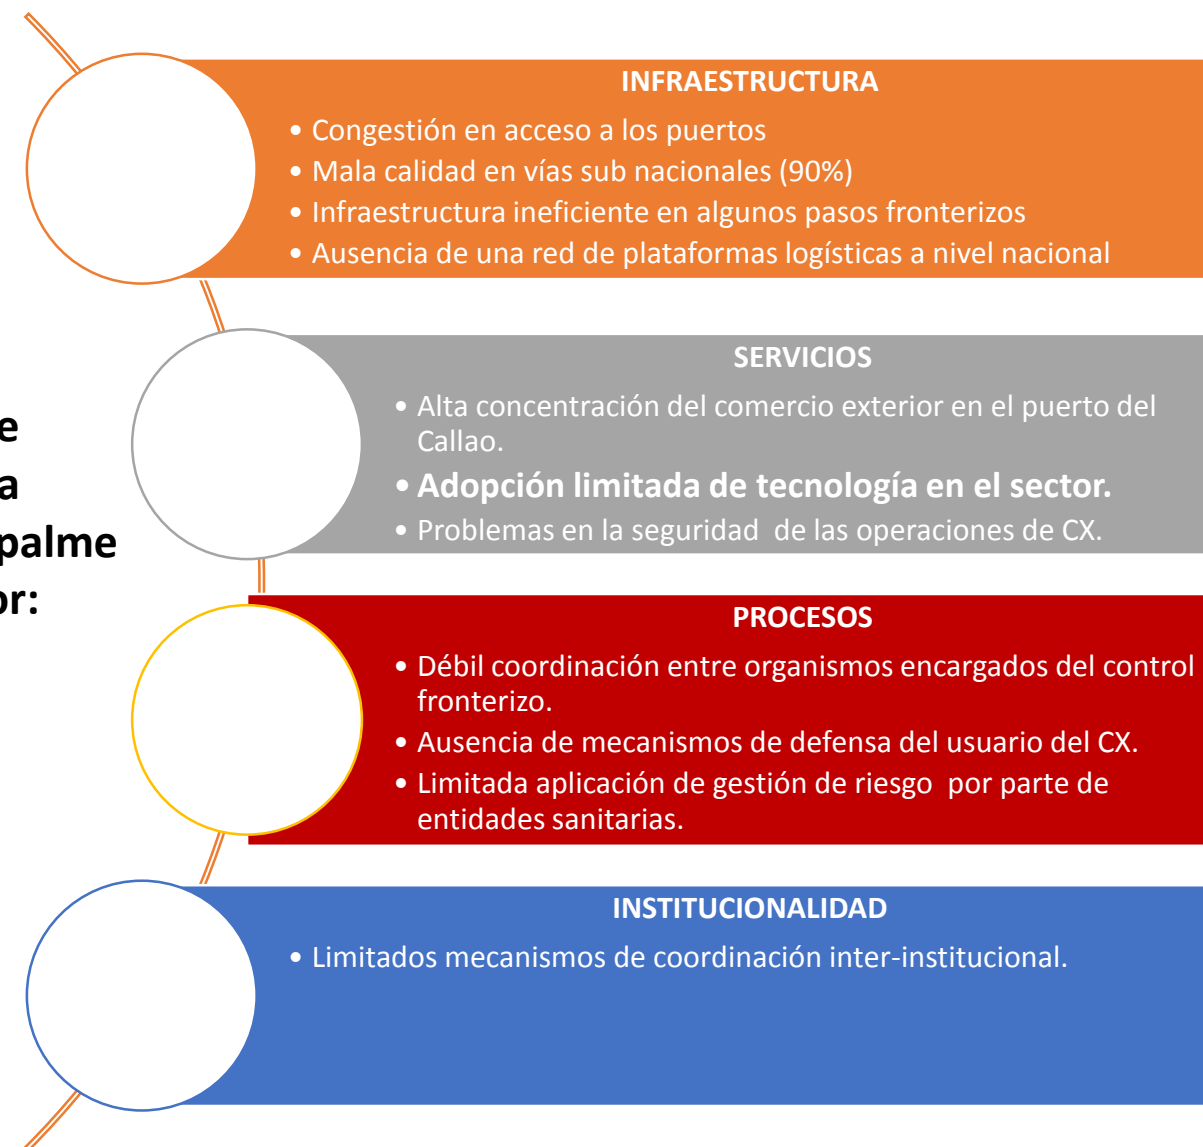 e
a
palme
or:
INFRAESTRUCTURA
• Congestión en acceso a los puertos
• Mala calidad en vías sub nacionales (90%)
• Infraestructura ineficiente en algunos pasos fronterizos
• Ausencia de una red de plataformas logísticas a nivel nacional
SERVICIOS
• Alta concentración del comercio exterior en el puerto del
Callao.
• Adopción limitada de tecnología en el sector.
• Problemas en la seguridad de las operaciones de CX.
PROCESOS
• Débil coordinación entre organismos encargados del control
fronterizo.
• Ausencia de mecanismos de defensa del usuario del CX.
• Limitada aplicación de gestión de riesgo por parte de
entidades sanitarias.
INSTITUCIONALIDAD
• Limitados mecanismos de coordinación inter-institucional.